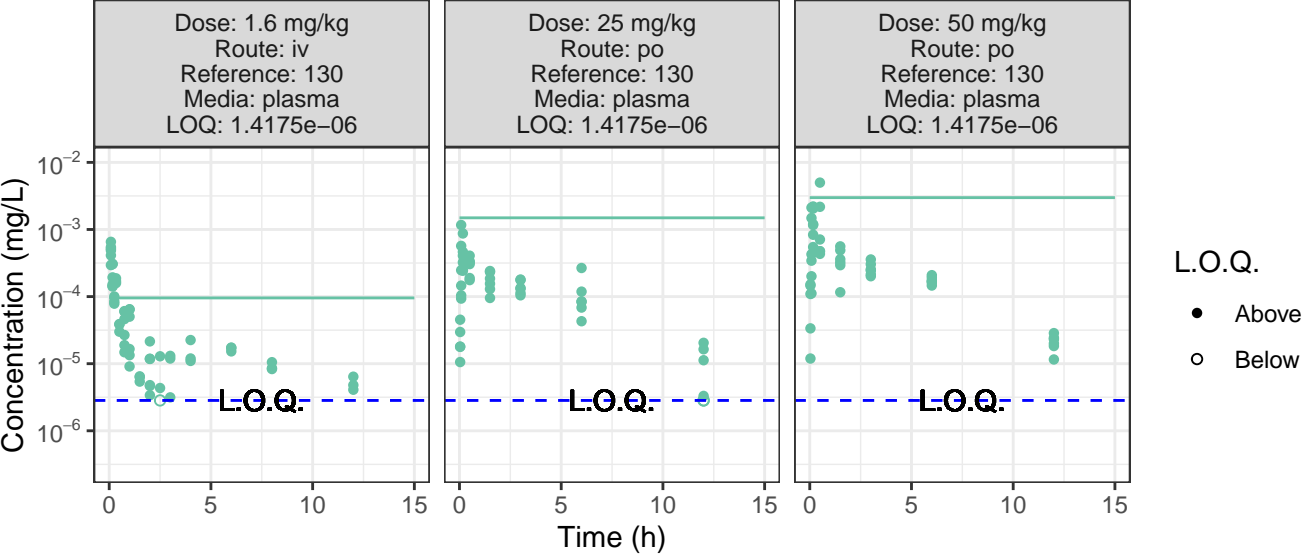 Dose: 1.6 mg/kg
Route: iv
Reference: 130
Media: plasma
LOQ: 1.4175e−06
Dose: 25 mg/kg
Route: po
Reference: 130
Media: plasma
LOQ: 1.4175e−06
Dose: 50 mg/kg
Route: po
Reference: 130
Media: plasma
LOQ: 1.4175e−06
Concentration (mg/L)
10−2
10−3
10−4
10−5
10−6
L.O.Q.
L.O.Q.
L.O.Q.
0 5 10 15
0 5 10 15
0 5 10 15
Time (h)
L.O.Q.
Above
Below